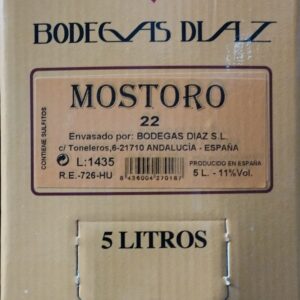 BODEGAS DIAZ
MOSTORO
22
Envasado por: BODEGAS DIAZ S.L.
c/ Toneleros,6-21710 ANDALUCÍA - ESPAÑA
CONTIENE SULFITOS
L:1435
R.E.-726-HU
8 436004 270187
PRODUCIDO EN ESPAÑA
5 L. - 11%Vol.
5 LITROS